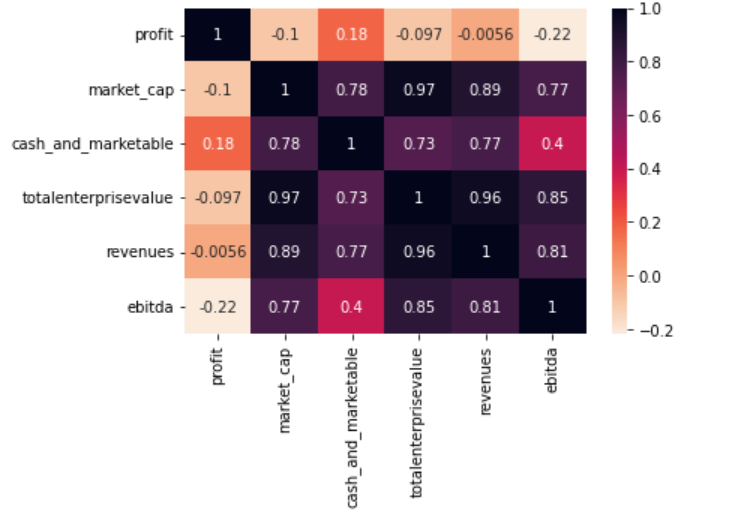 profit 1 -0.1 0.18 -0.097 -0.0056 -0.22
market_cap -0.1 1 0.78 0.97 0.89 0.77
cash_and_marketable 0.18 0.78 1 0.73 0.77 0.4
totalenterprisevalue -0.097 0.97 0.73 1 0.96 0.85
revenues -0.0056 0.89 0.77 0.96 1 0.81
ebitda -0.22 0.77 0.4 0.85 0.81 1
profit
market_cap
cash_and_marketable
totalenterprisevalue
revenues
ebitda
1.0
0.8
0.6
0.4
0.2
0.0
−0.2